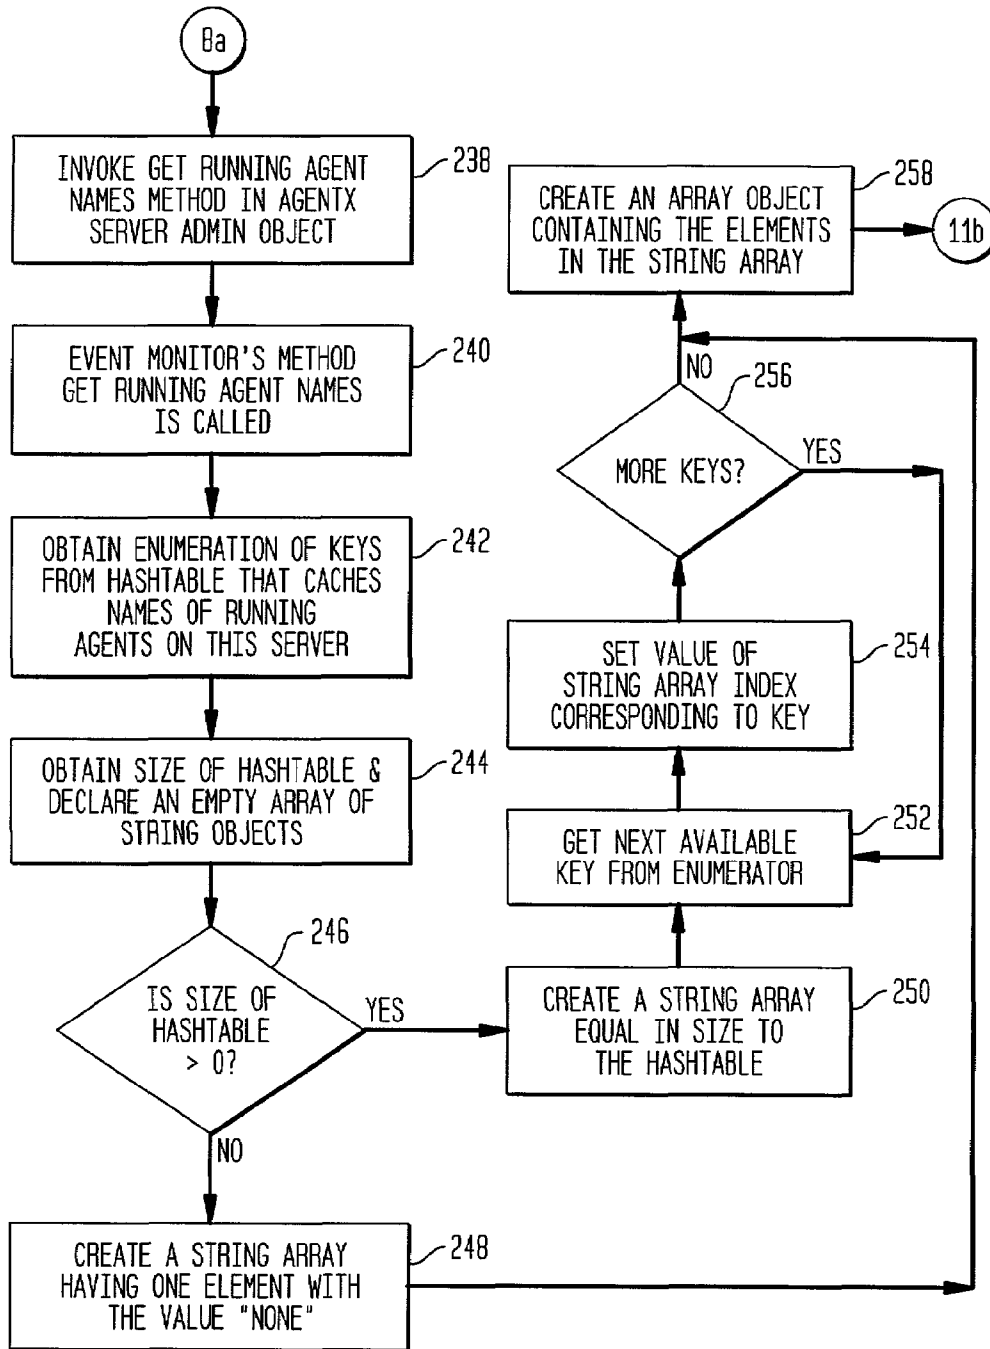 8a
INVOKE GET RUNNING AGENT
NAMES METHOD IN AGENTX
SERVER ADMIN OBJECT
238
EVENT MONITOR'S METHOD
GET RUNNING AGENT NAMES
IS CALLED
240
OBTAIN ENUMERATION OF KEYS
FROM HASHTABLE THAT CACHES
NAMES OF RUNNING
AGENTS ON THIS SERVER
242
OBTAIN SIZE OF HASHTABLE &
DECLARE AN EMPTY ARRAY OF
STRING OBJECTS
244
IS SIZE OF
HASHTABLE
> 0?
246
YES
NO
CREATE A STRING ARRAY
HAVING ONE ELEMENT WITH
THE VALUE "NONE"
248
CREATE A STRING ARRAY
EQUAL IN SIZE TO
THE HASHTABLE
250
GET NEXT AVAILABLE
KEY FROM ENUMERATOR
252
SET VALUE OF
STRING ARRAY INDEX
CORRESPONDING TO KEY
254
MORE KEYS?
256
YES
NO
CREATE AN ARRAY OBJECT
CONTAINING THE ELEMENTS
IN THE STRING ARRAY
258
11b